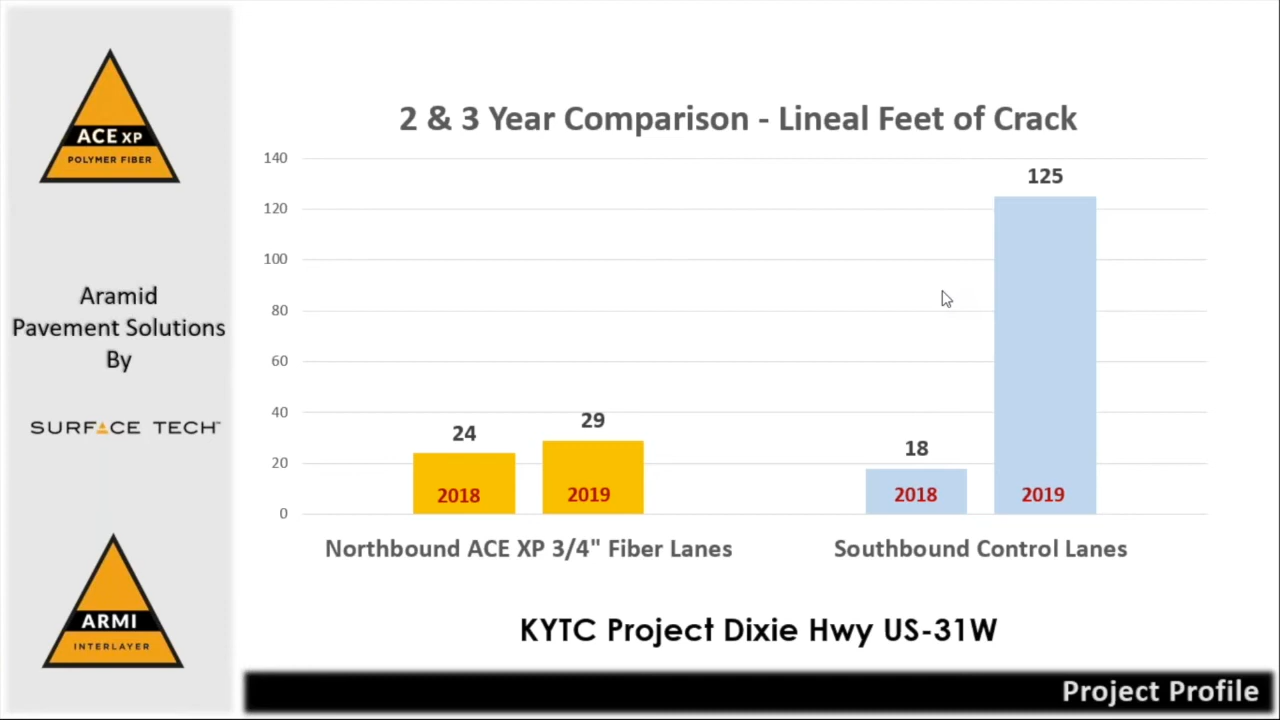 ACE XP
POLYMER FIBER
Aramid
Pavement Solutions
By
SURFACE TECH™
ARMI
INTERLAYER
2 & 3 Year Comparison - Lineal Feet of Crack
140
120
100
80
60
40
20
0
24
29
18
125
2018
2019
2018
2019
Northbound ACE XP 3/4" Fiber Lanes
Southbound Control Lanes
KYTC Project Dixie Hwy US-31W
Project Profile